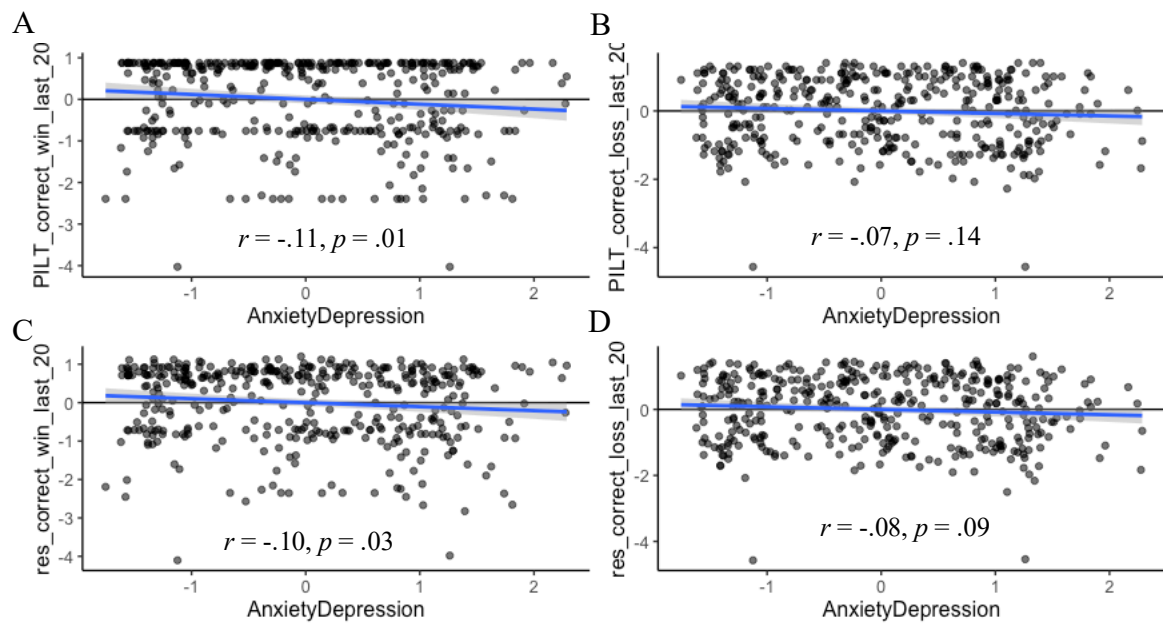 A
PILT_correct_win_last_20
1
0
-1
-2
-3
-4
r = -.11, p = .01
-1
0
1
2
AnxietyDepression
B
PILT_correct_loss_last_20
0
-2
-4
r = -.07, p = .14
-1
0
1
2
AnxietyDepression
C
res_correct_win_last_20
1
0
-1
-2
-3
-4
r = -.10, p = .03
-1
0
1
2
AnxietyDepression
D
res_correct_loss_last_20
0
-2
-4
r = -.08, p = .09
-1
0
1
2
AnxietyDepression